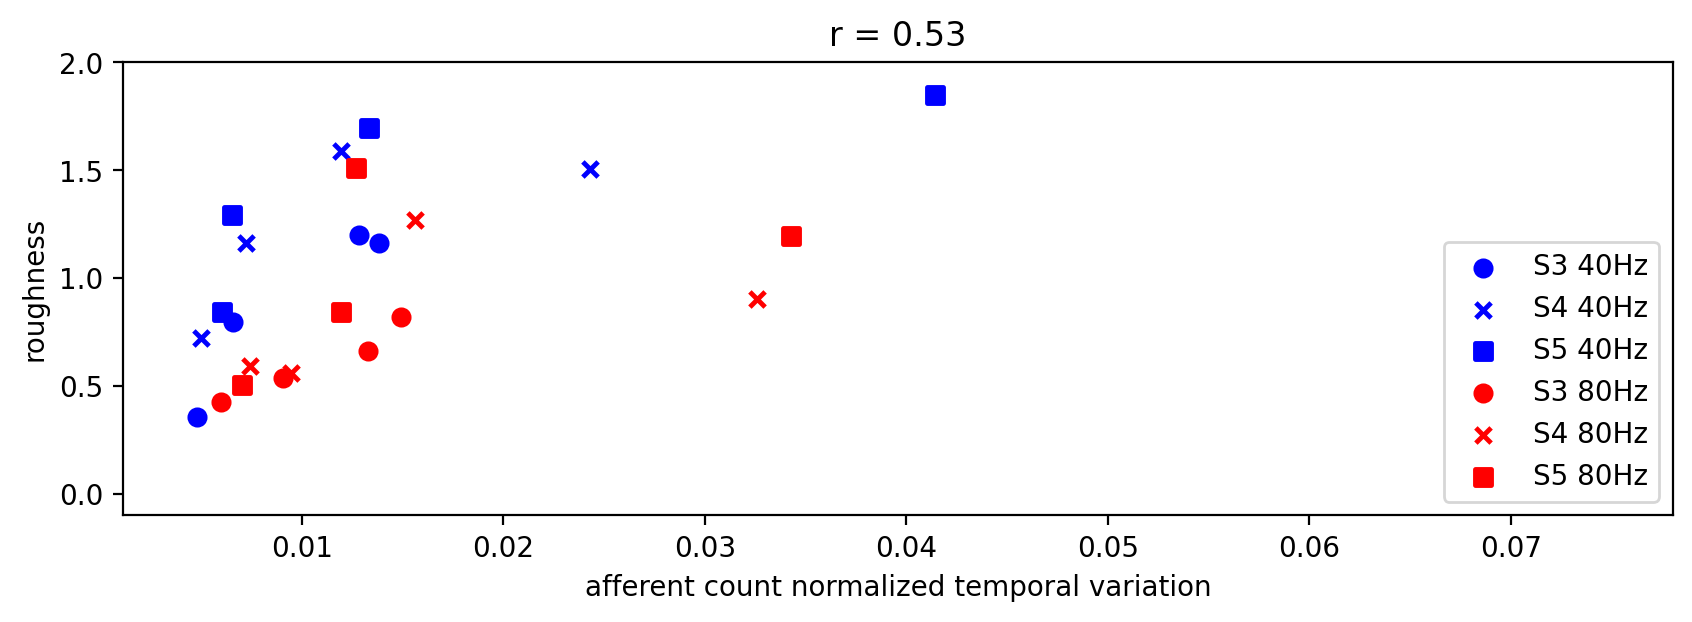 r = 0.53
2.0
1.5
1.0
0.5
0.0
roughness
0.01 0.02 0.03 0.04 0.05 0.06 0.07
afferent count normalized temporal variation
S3 40Hz
S4 40Hz
S5 40Hz
S3 80Hz
S4 80Hz
S5 80Hz